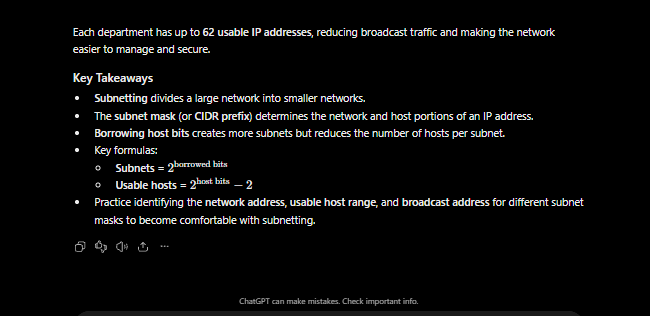 Each department has up to 62 usable IP addresses, reducing broadcast traffic and making the network
easier to manage and secure.
Key Takeaways
• Subnetting divides a large network into smaller networks.
• The subnet mask (or CIDR prefix) determines the network and host portions of an IP address.
• Borrowing host bits creates more subnets but reduces the number of hosts per subnet.
• Key formulas:
○ Subnets = 2^borrowed bits
○ Usable hosts = 2^host bits − 2
• Practice identifying the network address, usable host range, and broadcast address for different subnet
masks to become comfortable with subnetting.
ChatGPT can make mistakes. Check important info.